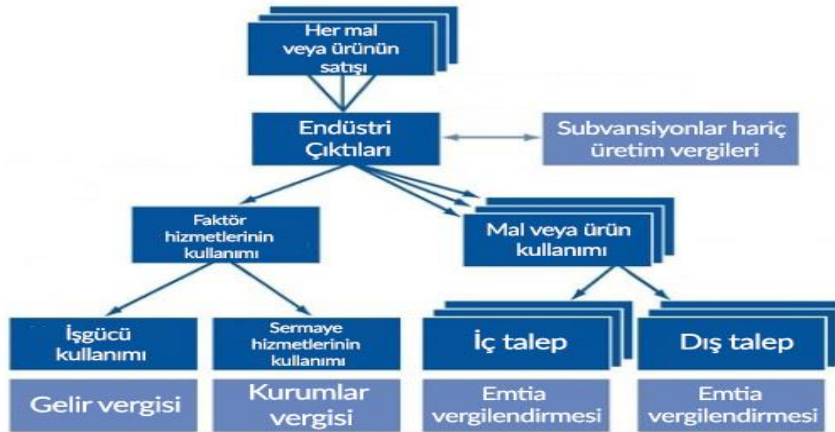 Her mal
veya ürünün
satışı
Endüstri
Çıktıları
Subvansiyonlar hariç
üretim vergileri
Faktör
hizmetlerinin
kullanımı
Mal veya ürün
kullanımı
İşgücü
kullanımı
Sermaye
hizmetlerinin
kullanımı
İç talep
Dış talep
Gelir vergisi
Kurumlar
vergisi
Emtia
vergilendirmesi
Emtia
vergilendirmesi